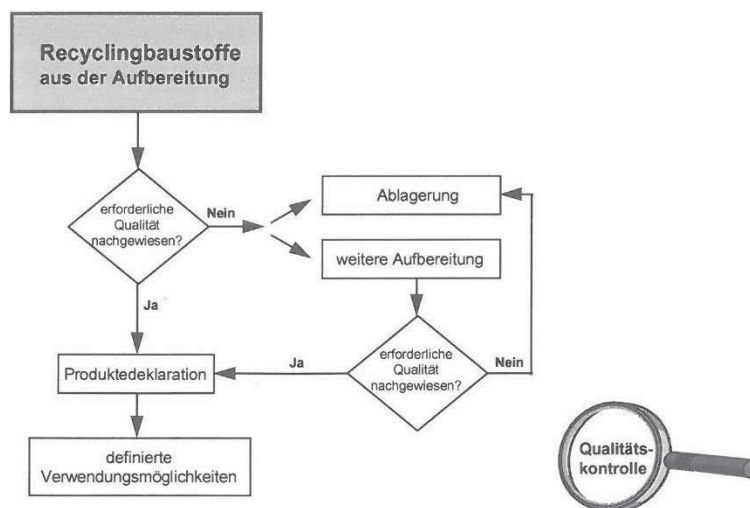 Recyclingbaustoffe
aus der Aufbereitung
erforderliche
Qualität
nachgewiesen?
Nein
Ablagerung
weitere Aufbereitung
Ja
erforderliche
Qualität
nachgewiesen?
Nein
Ja
Produktedeklaration
definierte
Verwendungsmöglichkeiten
Qualitäts-
kontrolle